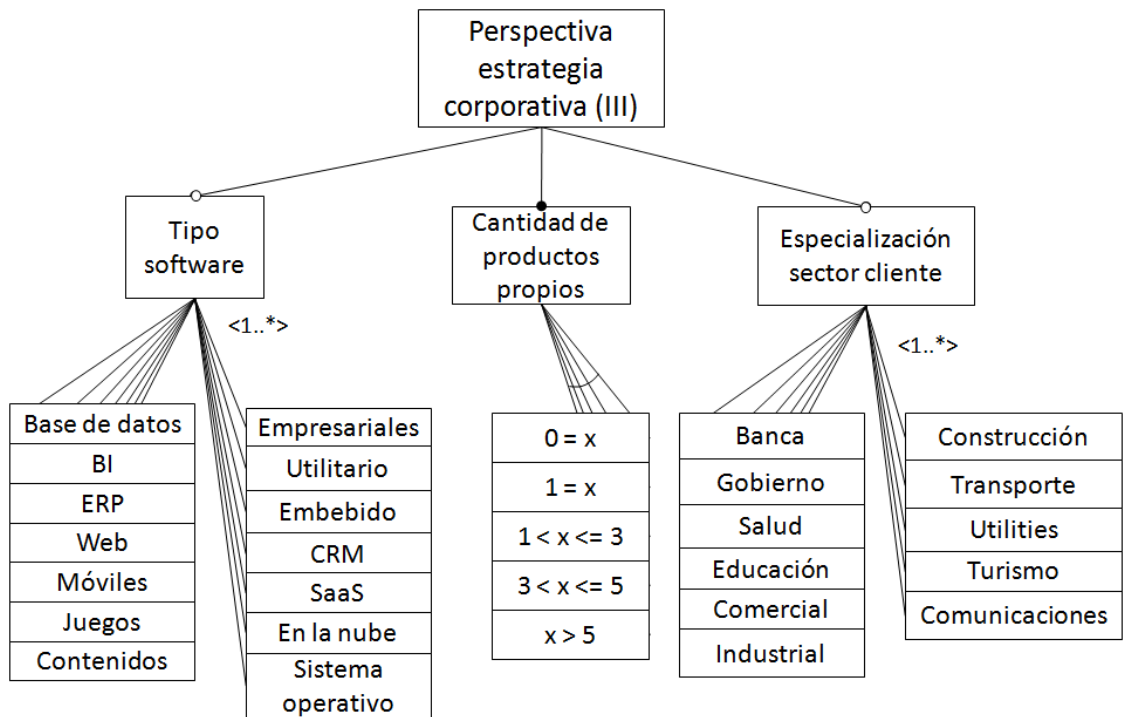 Perspectiva
estrategia
corporativa (III)
Tipo
software
<1..*>
Base de datos
BI
ERP
Web
Móviles
Juegos
Contenidos
Empresariales
Utilitario
Embebido
CRM
SaaS
En la nube
Sistema
operativo
Cantidad de
productos
propios
0 = x
1 = x
1 < x <= 3
3 < x <= 5
x > 5
Especialización
sector cliente
<1..*>
Banca
Gobierno
Salud
Educación
Comercial
Industrial
Construcción
Transporte
Utilities
Turismo
Comunicaciones